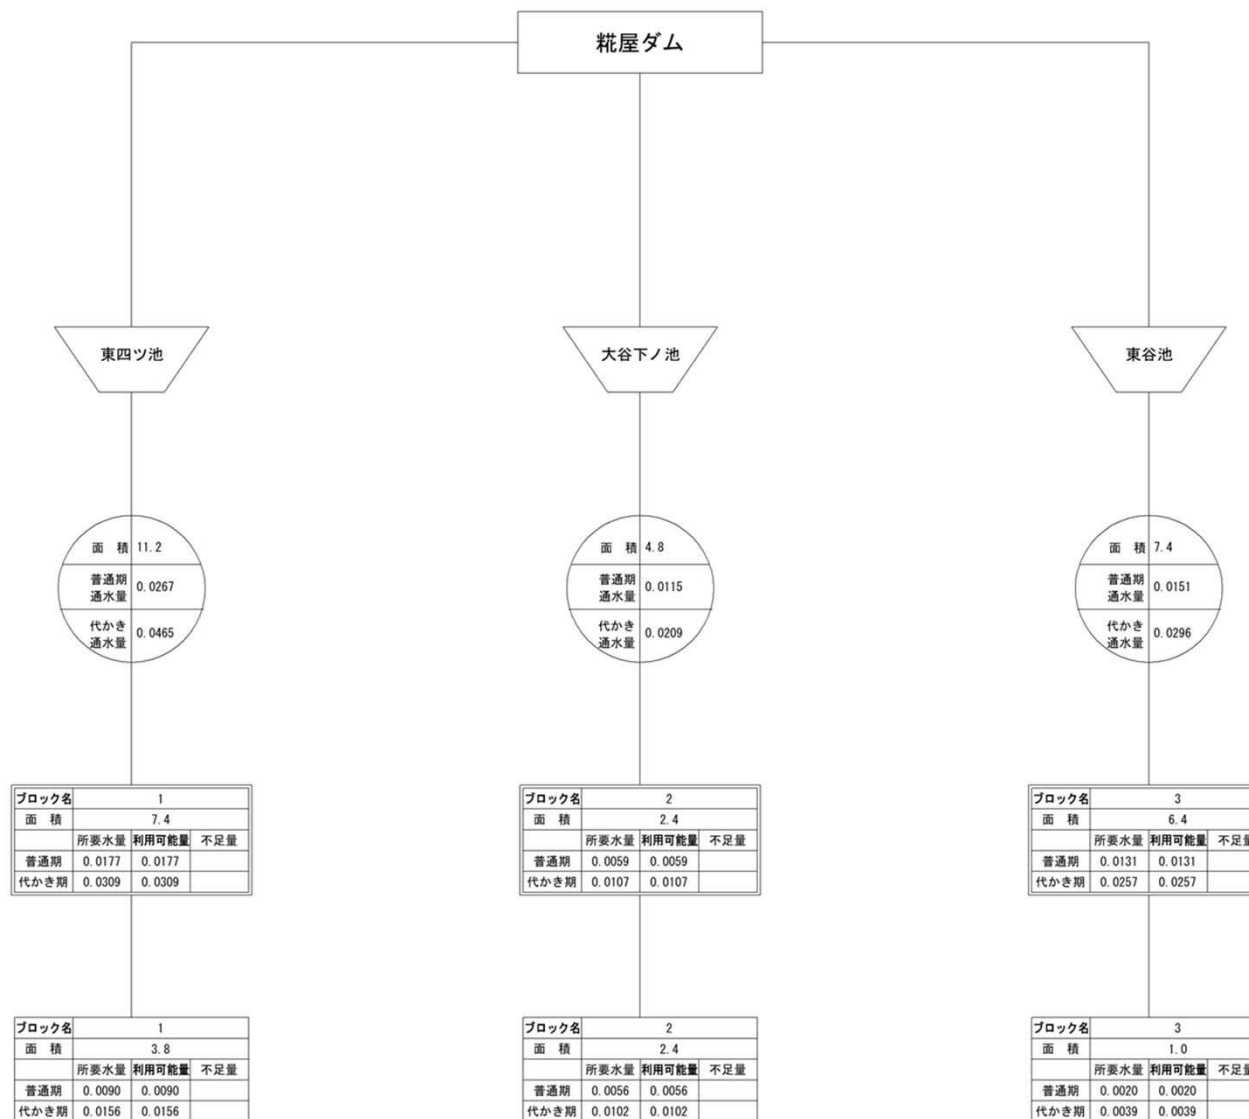 糀屋ダム
東四ツ池
大谷下ノ池
東谷池
面 積 11.2
普通期
通水量 0.0267
代かき
通水量 0.0465
面 積 4.8
普通期
通水量 0.0115
代かき
通水量 0.0209
面 積 7.4
普通期
通水量 0.0151
代かき
通水量 0.0296
ブロック名 1
面 積 7.4
所要水量 利用可能量 不足量
普通期 0.0177 0.0177
代かき期 0.0309 0.0309
ブロック名 2
面 積 2.4
所要水量 利用可能量 不足量
普通期 0.0059 0.0059
代かき期 0.0107 0.0107
ブロック名 3
面 積 6.4
所要水量 利用可能量 不足量
普通期 0.0131 0.0131
代かき期 0.0257 0.0257
ブロック名 1
面 積 3.8
所要水量 利用可能量 不足量
普通期 0.0090 0.0090
代かき期 0.0156 0.0156
ブロック名 2
面 積 2.4
所要水量 利用可能量 不足量
普通期 0.0056 0.0056
代かき期 0.0102 0.0102
ブロック名 3
面 積 1.0
所要水量 利用可能量 不足量
普通期 0.0020 0.0020
代かき期 0.0039 0.0039